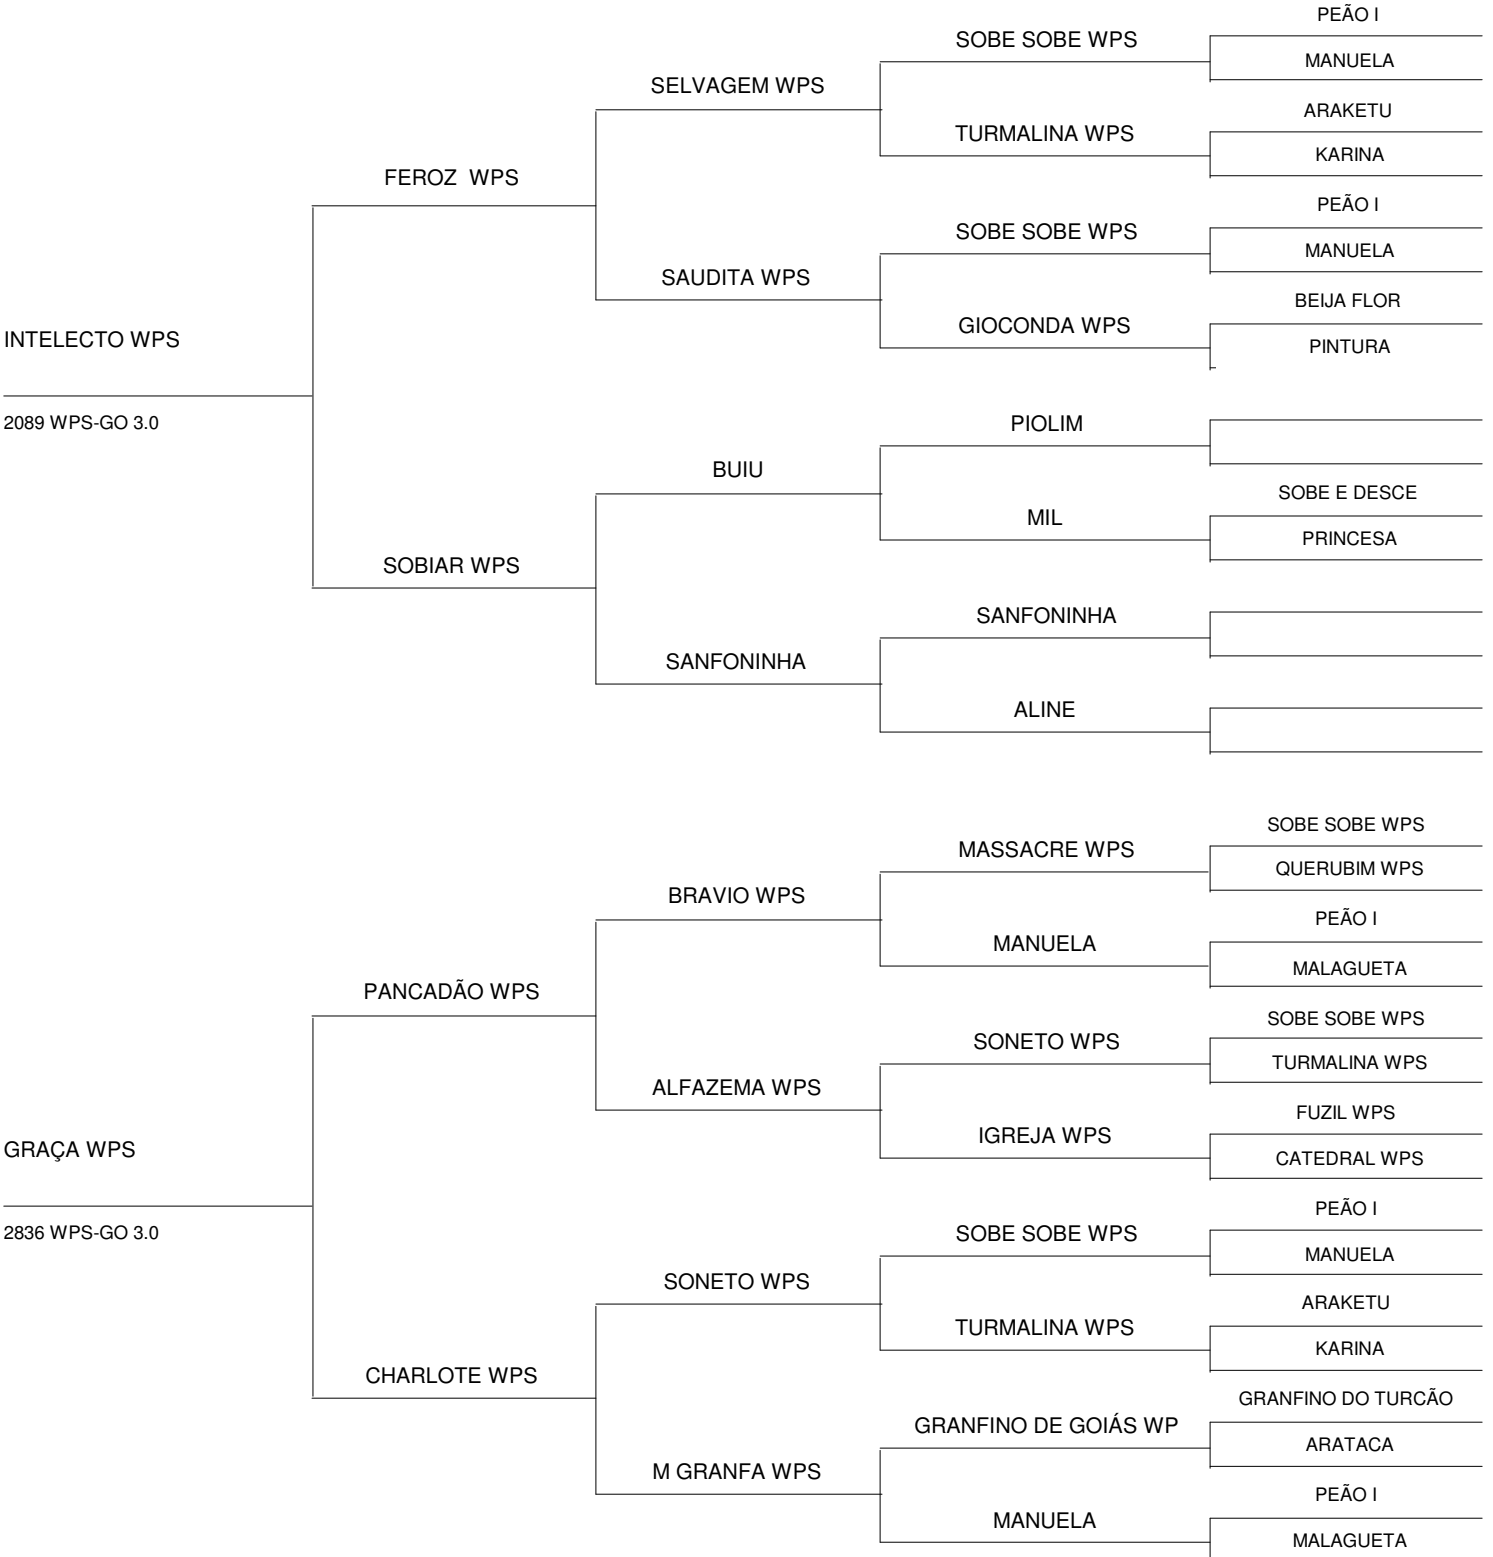 PEÃO I
SOBE SOBE WPS
MANUELA
SELVAGEM WPS
ARAKETU
TURMALINA WPS
KARINA
FEROZ WPS
PEÃO I
SOBE SOBE WPS
MANUELA
SAUDITA WPS
BEIJA FLOR
GIOCONDA WPS
PINTURA
INTELECTO WPS
2089 WPS-GO 3.0
PIOLIM
BUIU
SOBE E DESCE
MIL
PRINCESA
SOBIAR WPS
SANFONINHA
SANFONINHA
ALINE
SOBE SOBE WPS
MASSACRE WPS
QUERUBIM WPS
BRAVIO WPS
PEÃO I
MANUELA
MALAGUETA
PANCADÃO WPS
SOBE SOBE WPS
SONETO WPS
TURMALINA WPS
ALFAZEMA WPS
FUZIL WPS
IGREJA WPS
CATEDRAL WPS
GRAÇA WPS
2836 WPS-GO 3.0
PEÃO I
SOBE SOBE WPS
MANUELA
SONETO WPS
ARAKETU
TURMALINA WPS
KARINA
CHARLOTE WPS
GRANFINO DO TURCÃO
GRANFINO DE GOIÁS WP
ARATACA
M GRANFA WPS
PEÃO I
MANUELA
MALAGUETA